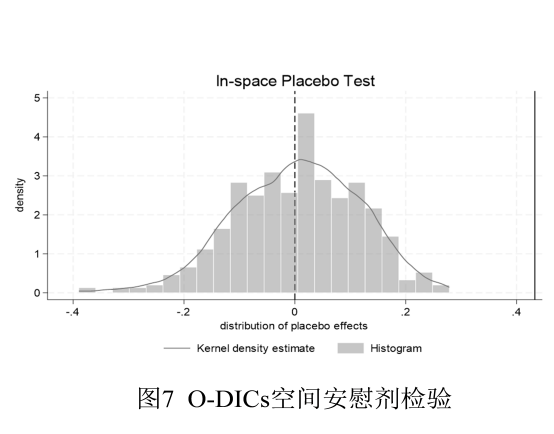 In-space Placebo Test
density
5
4
3
2
1
0
-.4 -.2 0 .2 .4
distribution of placebo effects
Kernel density estimate Histogram
图7 O-DICs空间安慰剂检验